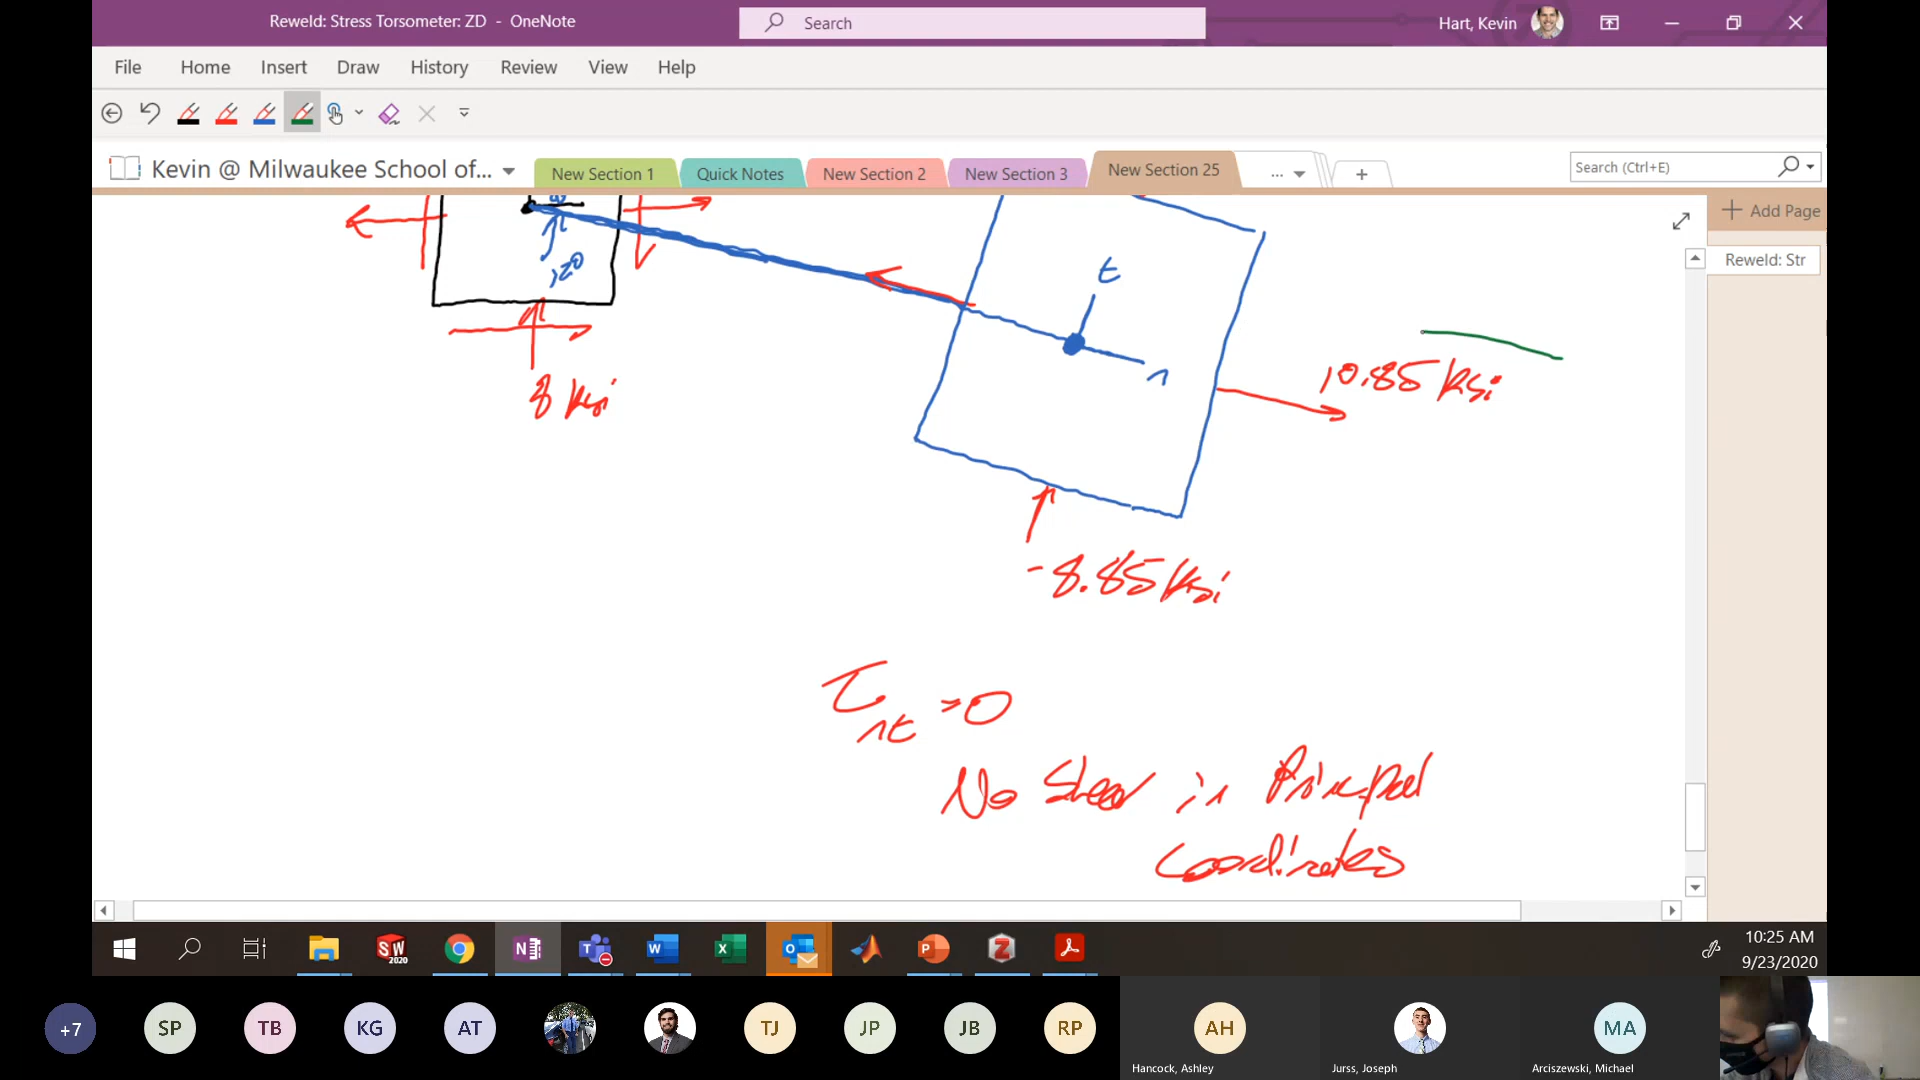 Reweld: Stress Torsometer: ZD - OneNote
Search
Hart, Kevin
File Home Insert Draw History Review View Help
Kevin @ Milwaukee School of...
New Section 1
Quick Notes
New Section 2
New Section 3
New Section 25
...
Search (Ctrl+E)
Add Page
Reweld: Str
t
n
10.85 ksi
8 ksi
-8.85 ksi
τnt = 0
No Shear in Principal
Coordinates
SW
2020
10:25 AM
9/23/2020
+7
SP
TB
KG
AT
TJ
JP
JB
RP
AH
MA
Hancock, Ashley
Jurss, Joseph
Arciszewski, Michael